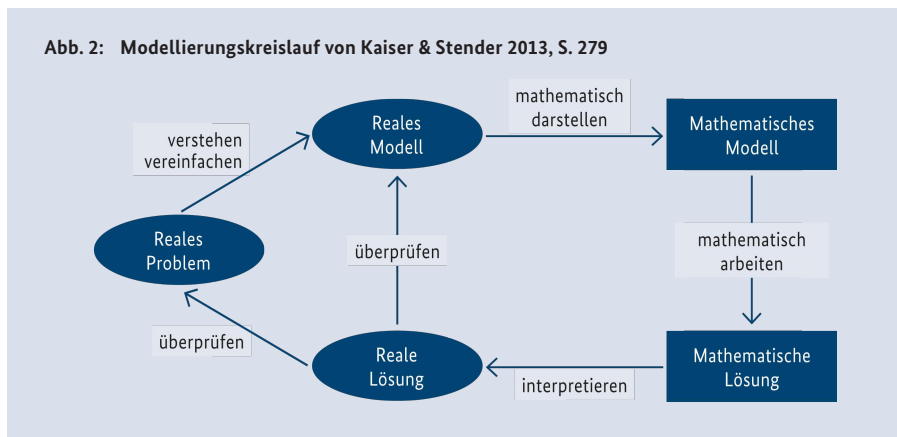 Abb. 2: Modellierungskreislauf von Kaiser & Stender 2013, S. 279
mathematisch
darstellen
Reales
Modell
Mathematisches
Modell
verstehen
vereinfachen
Reales
Problem
überprüfen
mathematisch
arbeiten
überprüfen
Reale
Lösung
interpretieren
Mathematische
Lösung